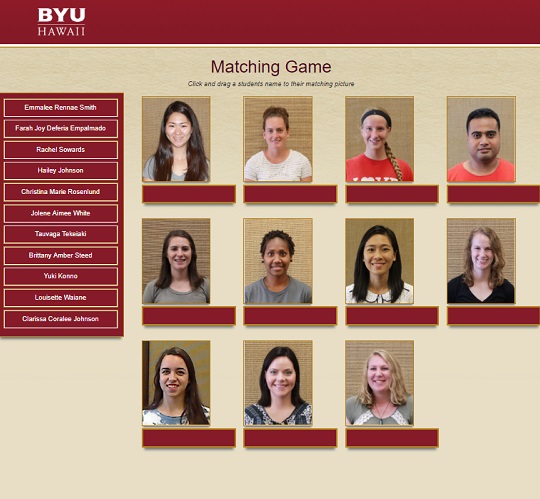 BYU
HAWAII
Matching Game
Click and drag a students name to their matching picture
Emmalee Rennae Smith
Farah Joy Deferia Empalmado
Rachel Sowards
Hailey Johnson
Christina Marie Rosenlund
Jolene Aimee White
Tauvaga Tekeiaki
Brittany Amber Steed
Yuki Konno
Louisette Waiane
Clarissa Coralee Johnson